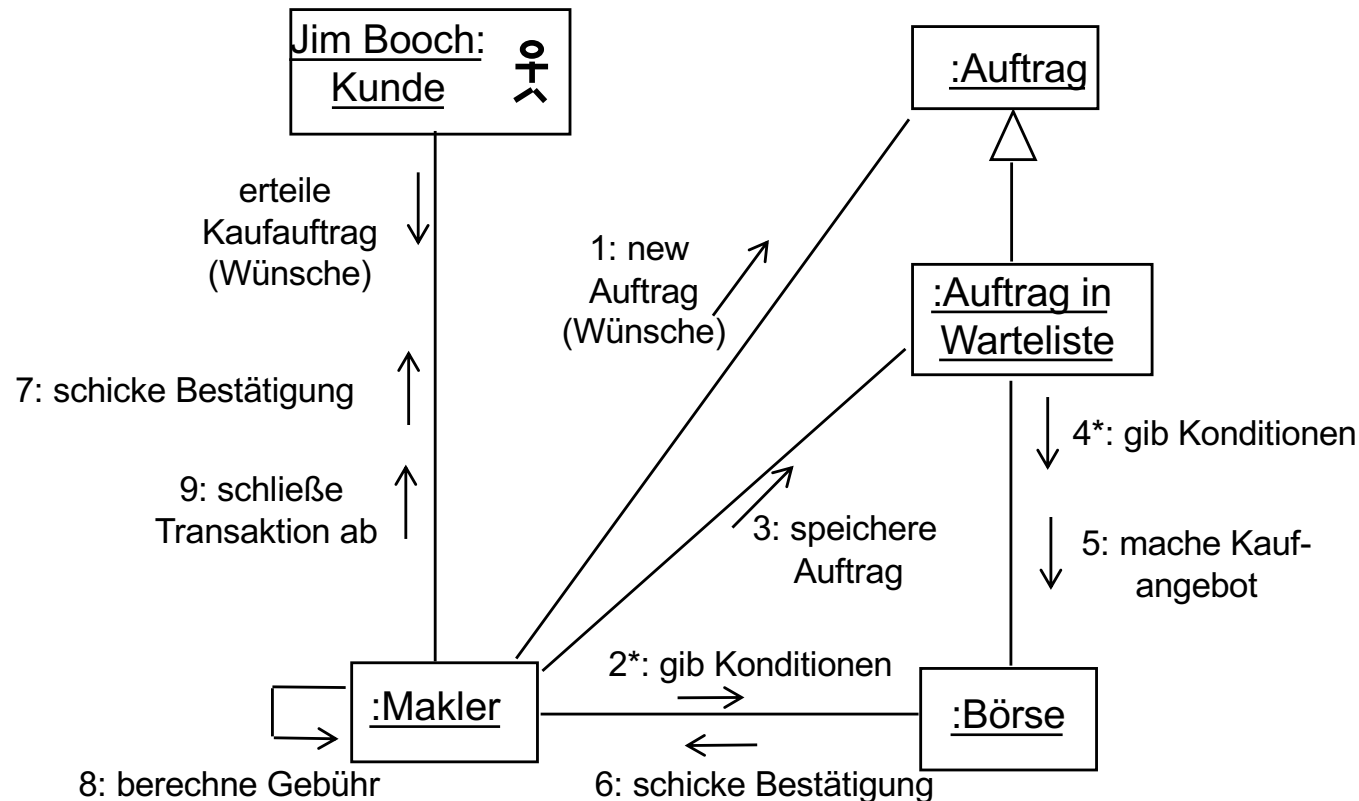 Jim Booch:
Kunde
:Auftrag
erteile
Kaufauftrag
(Wünsche)
1: new
Auftrag
(Wünsche)
:Auftrag in
Warteliste
7: schicke Bestätigung
4*: gib Konditionen
9: schließe
Transaktion ab
3: speichere
Auftrag
5: mache Kauf-
angebot
2*: gib Konditionen
:Makler
:Börse
8: berechne Gebühr
6: schicke Bestätigung